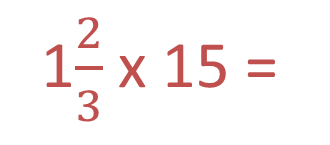 1 2/3 x 15 =